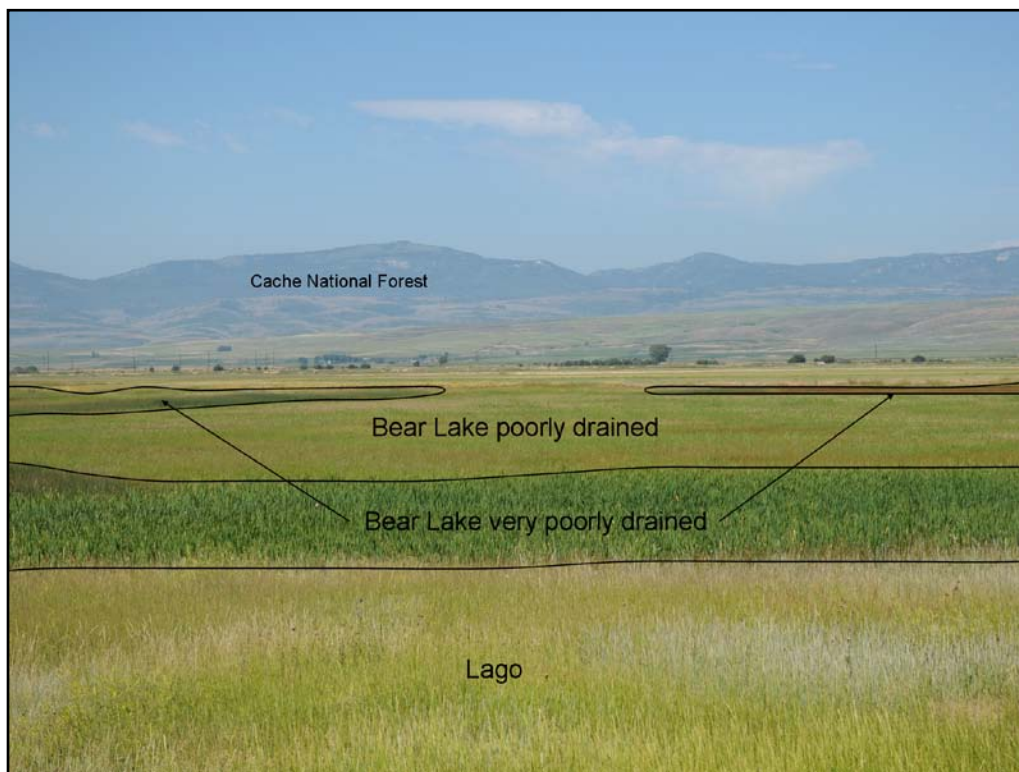 Cache National Forest
Bear Lake poorly drained
Bear Lake very poorly drained
Lago